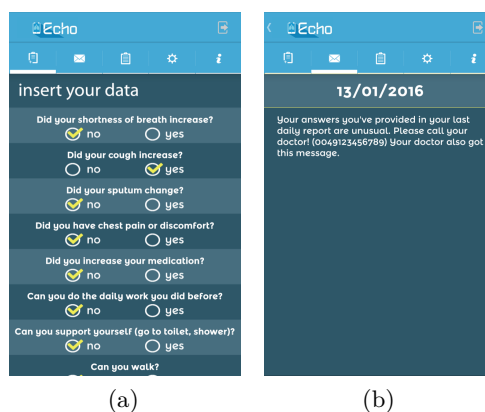 Echo
insert your data
Did your shortness of breath increase?
no yes
Did your cough increase?
no yes
Did your sputum change?
no yes
Did you have chest pain or discomfort?
no yes
Did you increase your medication?
no yes
Can you do the daily work you did before?
no yes
Can you support yourself (go to toilet, shower)?
no yes
Can you walk?
(a)
Echo
13/01/2016
Your answers you've provided in your last
daily report are unusual. Please call your
doctor! (0049123456789) Your doctor also got
this message.
(b)